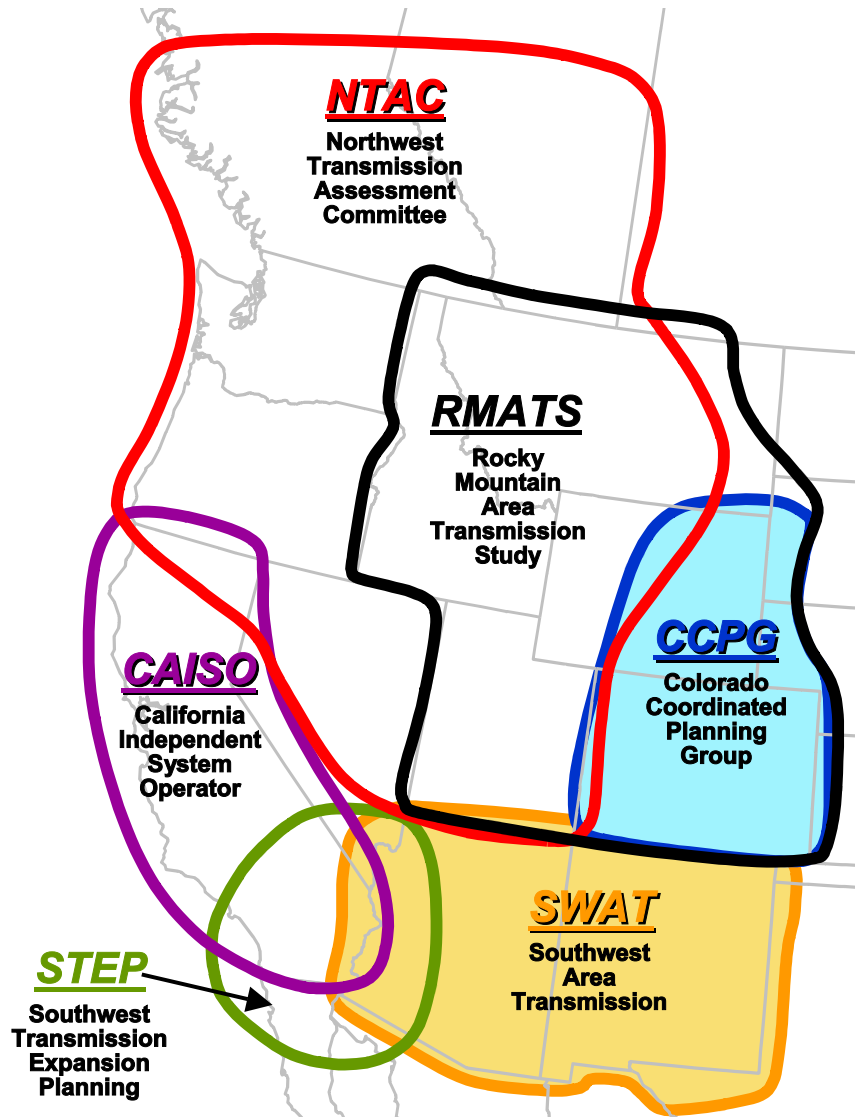 NTAC
Northwest
Transmission
Assessment
Committee
RMATS
Rocky
Mountain
Area
Transmission
Study
CCPG
Colorado
Coordinated
Planning
Group
CAISO
California
Independent
System
Operator
SWAT
Southwest
Area
Transmission
STEP
Southwest
Transmission
Expansion
Planning